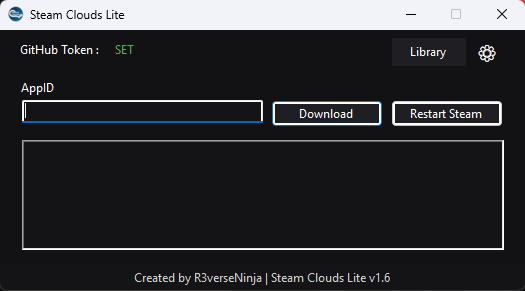 Steam Clouds Lite
GitHub Token : SET
Library
AppID
Download
Restart Steam
Created by R3verseNinja | Steam Clouds Lite v1.6